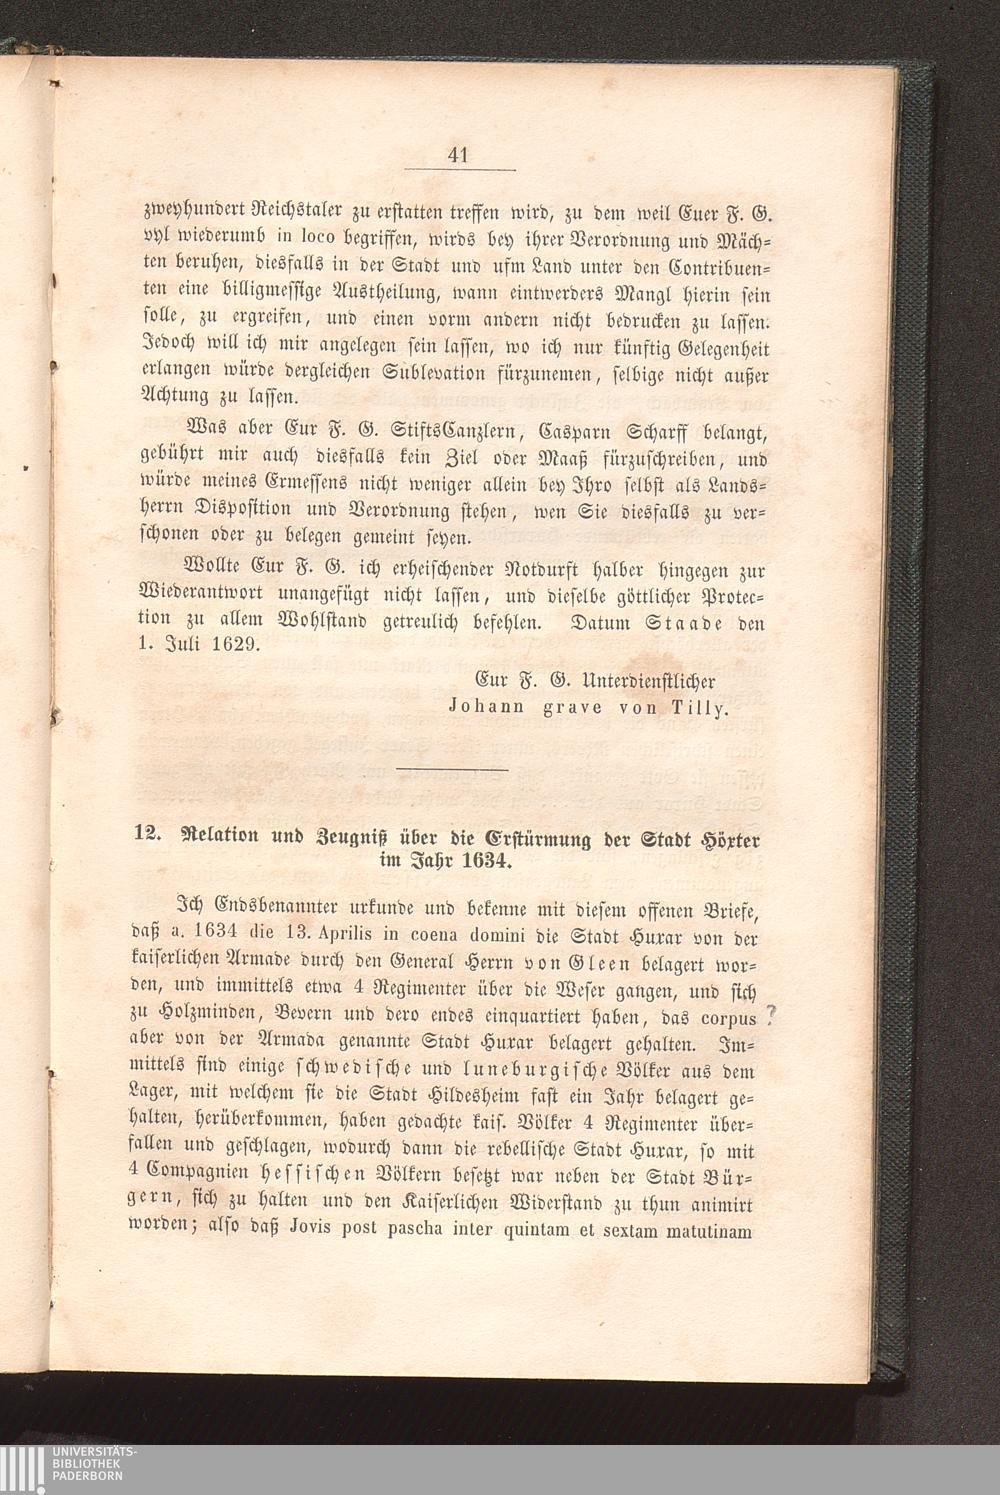 41
zweyhundert Reichstaler zu erstatten treffen wird, zu dem weil Euer F. G.
vyl wiederumb in loco begriffen, wirds bey ihrer Verordnung und Mäch-
ten beruhen, diesfalls in der Stadt und ufm Land unter den Contribuen-
ten eine billigmessige Austheilung, wann eintwerders Mangl hierin sein
solle, zu ergreifen, und einen vorm andern nicht bedrucken zu lassen.
Jedoch will ich mir angelegen sein lassen, wo ich nur künftig Gelegenheit
erlangen würde dergleichen Sublevation fürzunemen, selbige nicht außer
Achtung zu lassen.
Was aber Eur F. G. StiftsCanzlern, Casparn Scharff belangt,
gebührt mir auch diesfalls kein Ziel oder Maaß fürzuschreiben, und
würde meines Ermessens nicht weniger allein bey Ihro selbst als Lands-
herrn Disposition und Verordnung stehen, wen Sie diesfalls zu ver-
schonen oder zu belegen gemeint seyen.
Wollte Eur F. G. ich erheischender Notdurft halber hingegen zur
Wiederantwort unangefügt nicht lassen, und dieselbe göttlicher Protec-
tion zu allem Wohlstand getreulich befehlen. Datum Staade den
1. Juli 1629.
Eur F. G. Unterdienstlicher
Johann grave von Tilly.
12. Relation und Zeugniß über die Erstürmung der Stadt Höxter
im Jahr 1634.
Ich Endsbenannter urkunde und bekenne mit diesem offenen Briefe,
daß a. 1634 die 13. Aprilis in coena domini die Stadt Huxar von der
kaiserlichen Armade durch den General Herrn von Gleen belagert wor-
den, und immittels etwa 4 Regimenter über die Weser gangen, und sich
zu Holzminden, Bevern und dero endes einquartiert haben, das corpus ?
aber von der Armada genannte Stadt Huxar belagert gehalten. Im-
mittels sind einige schwedische und luneburgische Völker aus dem
Lager, mit welchem sie die Stadt Hildesheim fast ein Jahr belagert ge-
halten, herüberkommen, haben gedachte kais. Völker 4 Regimenter über-
fallen und geschlagen, wodurch dann die rebellische Stadt Huxar, so mit
4 Compagnien hessischen Völkern besetzt war neben der Stadt Bür-
gern, sich zu halten und den Kaiserlichen Widerstand zu thun animirt
worden; also daß Jovis post pascha inter quintam et sextam matutinam
UNIVERSITÄTS-
BIBLIOTHEK
PADERBORN